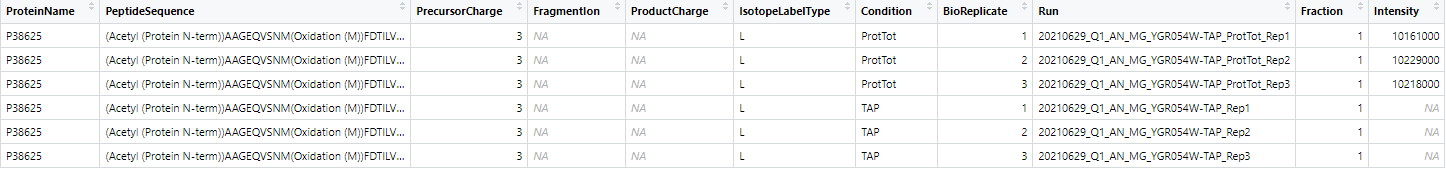 ProteinName PeptideSequence PrecursorCharge FragmentIon ProductCharge IsotopeLabelType Condition BioReplicate Run Fraction Intensity
P38625 (Acetyl (Protein N-term))AAGEQVSNM(Oxidation (M))FDTILV... 3 NA NA L ProtTot 1 20210629_Q1_AN_MG_YGR054W-TAP_ProtTot_Rep1 1 10161000
P38625 (Acetyl (Protein N-term))AAGEQVSNM(Oxidation (M))FDTILV... 3 NA NA L ProtTot 2 20210629_Q1_AN_MG_YGR054W-TAP_ProtTot_Rep2 1 10229000
P38625 (Acetyl (Protein N-term))AAGEQVSNM(Oxidation (M))FDTILV... 3 NA NA L ProtTot 3 20210629_Q1_AN_MG_YGR054W-TAP_ProtTot_Rep3 1 10218000
P38625 (Acetyl (Protein N-term))AAGEQVSNM(Oxidation (M))FDTILV... 3 NA NA L TAP 1 20210629_Q1_AN_MG_YGR054W-TAP_Rep1 1 NA
P38625 (Acetyl (Protein N-term))AAGEQVSNM(Oxidation (M))FDTILV... 3 NA NA L TAP 2 20210629_Q1_AN_MG_YGR054W-TAP_Rep2 1 NA
P38625 (Acetyl (Protein N-term))AAGEQVSNM(Oxidation (M))FDTILV... 3 NA NA L TAP 3 20210629_Q1_AN_MG_YGR054W-TAP_Rep3 1 NA